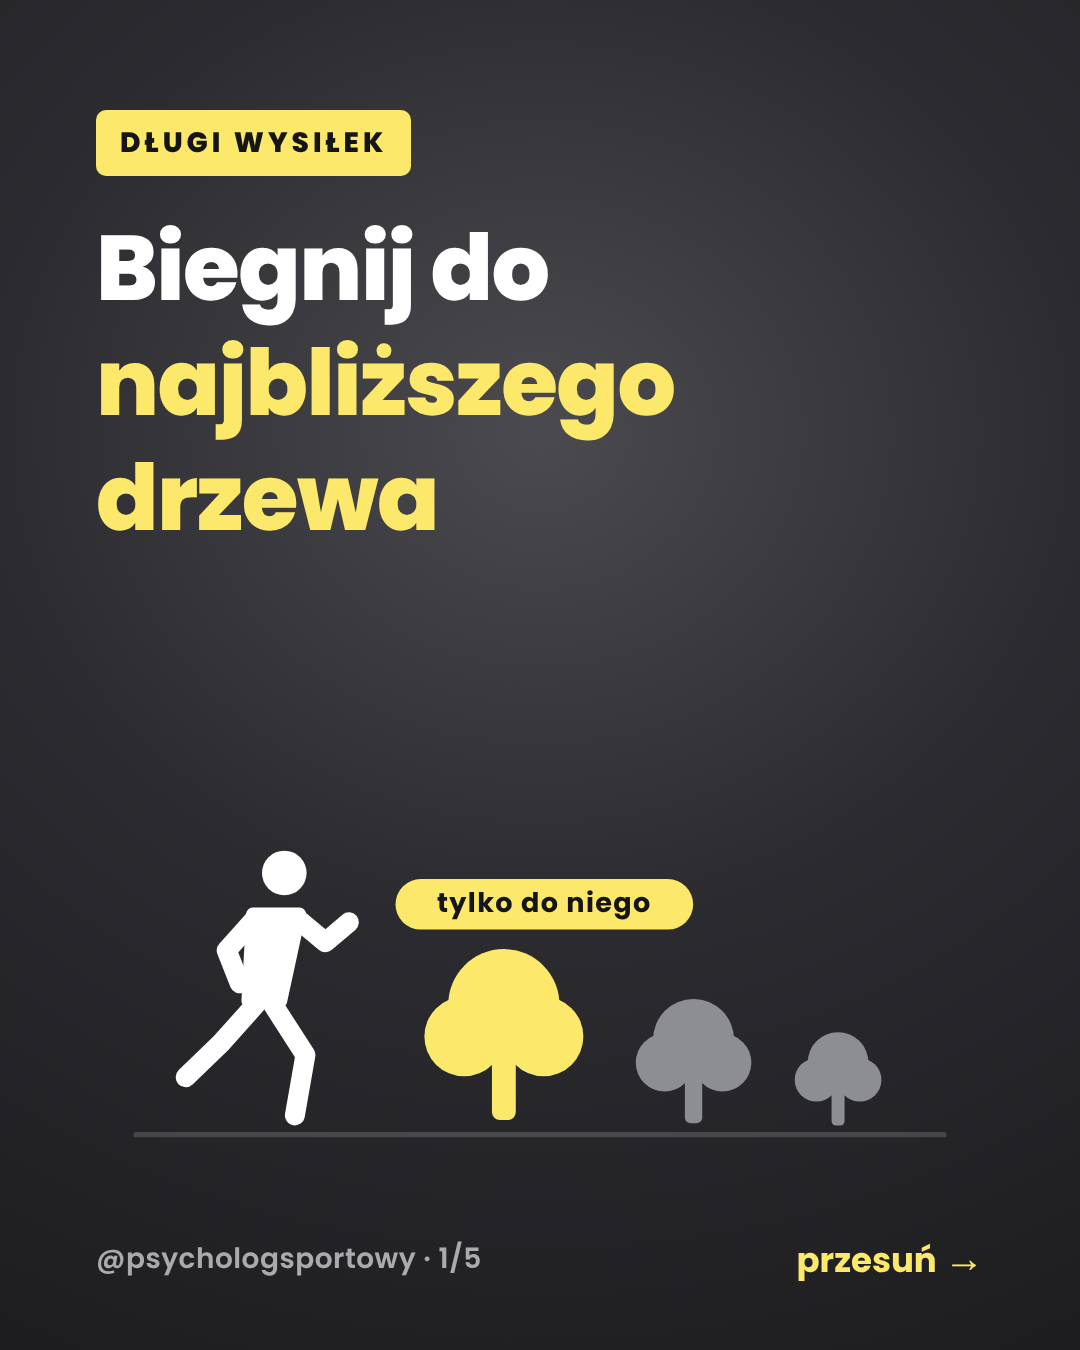 DŁUGI WYSIŁEK
Biegnij do
najbliższego
drzewa
tylko do niego
@psychologsportowy · 1/5
przesuń →